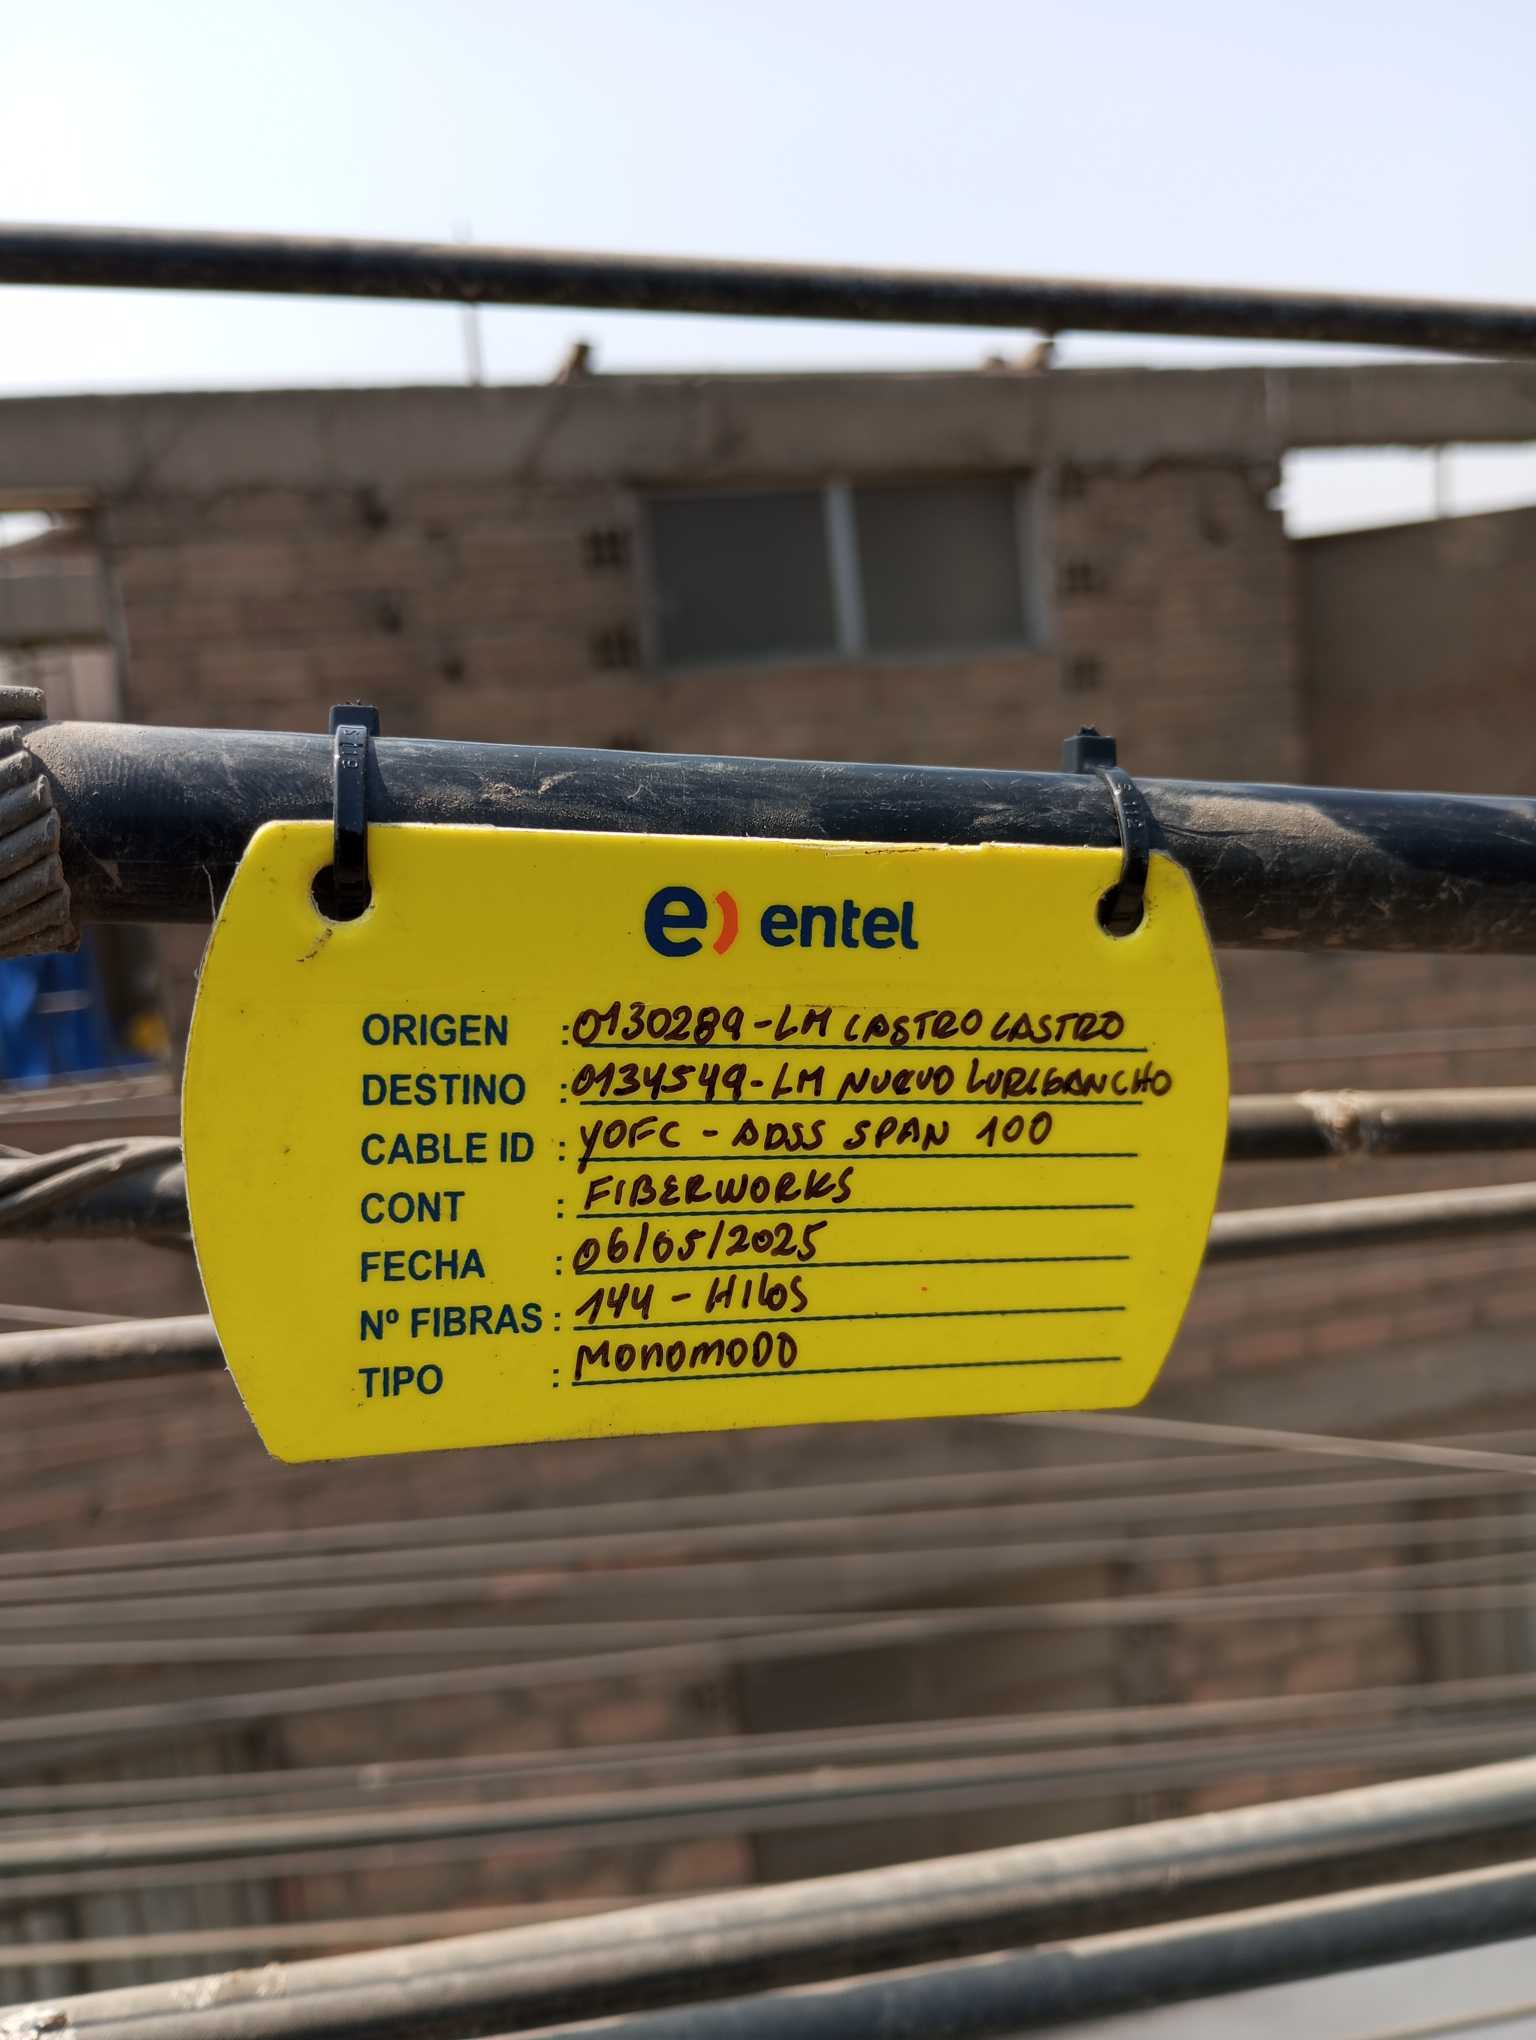 e) entel
ORIGEN : 0130289-LM CASTRO CASTRO
DESTINO : 0134549-LM NUEVO LURIGANCHO
CABLE ID : YOFC - ADSS SPAN 100
CONT : FIBERWORKS
FECHA : 06/05/2025
Nº FIBRAS : 144 - HILOS
TIPO : MONOMODO